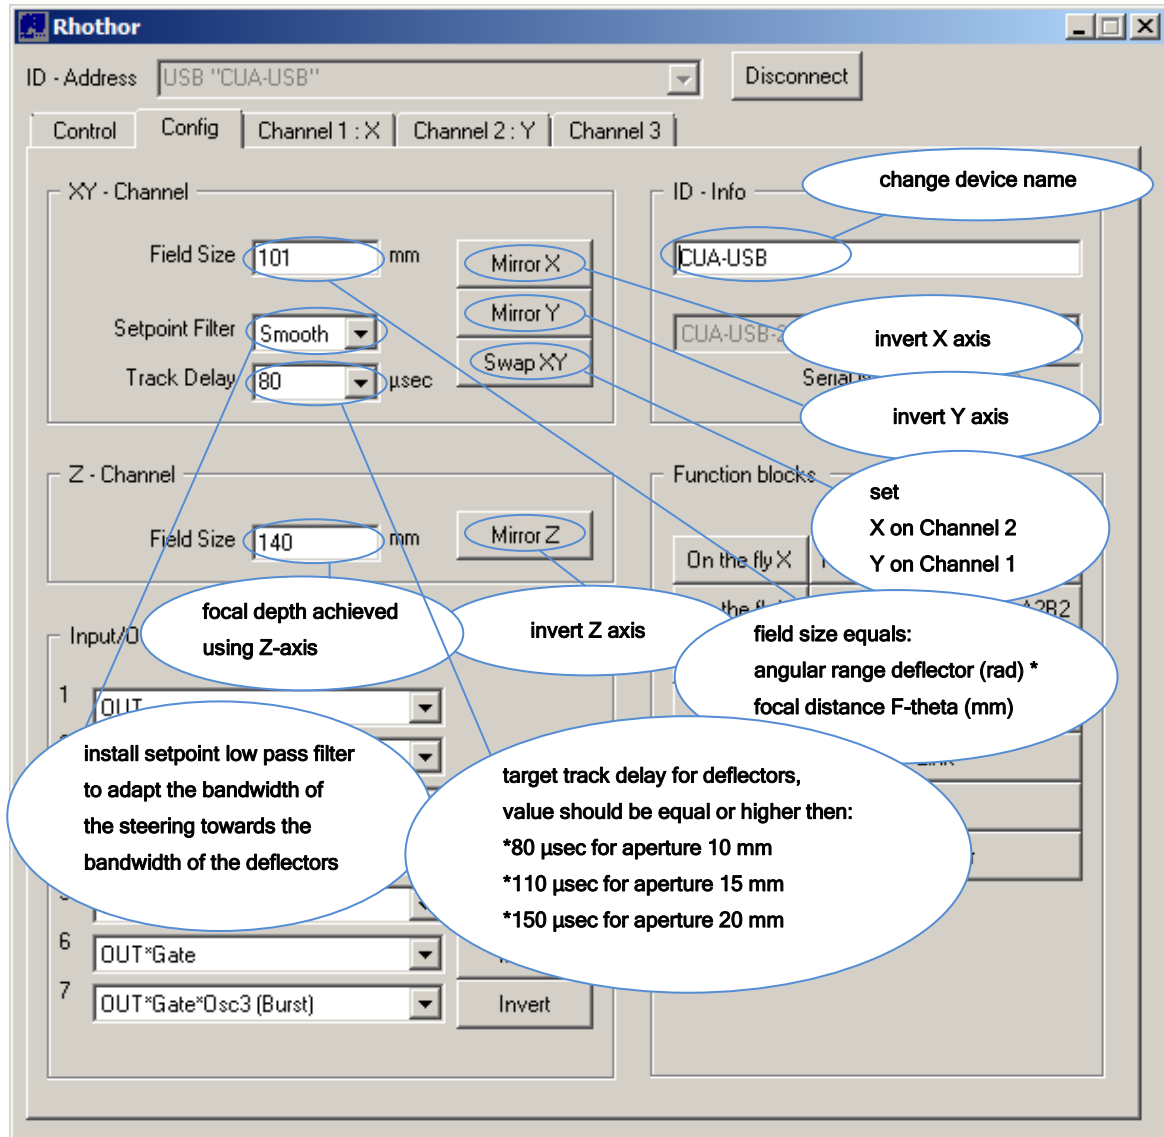 Rhothor
ID - Address USB "CUA-USB" Disconnect
Control Config Channel 1 : X Channel 2 : Y Channel 3
XY - Channel
Field Size 101 mm
Setpoint Filter Smooth
Track Delay 80 µsec
Mirror X
Mirror Y
Swap XY
ID - Info
change device name
CUA-USB
CUA-USB-2
invert X axis
invert Y axis
Z - Channel
Field Size 140 mm
Mirror Z
focal depth achieved
using Z-axis
invert Z axis
Function blocks
set
X on Channel 2
Y on Channel 1
On the fly X
the fly
A2B2
field size equals:
angular range deflector (rad) *
focal distance F-theta (mm)
1 OUT
install setpoint low pass filter
to adapt the bandwidth of
the steering towards the
bandwidth of the deflectors
target track delay for deflectors,
value should be equal or higher then:
*80 µsec for aperture 10 mm
*110 µsec for aperture 15 mm
*150 µsec for aperture 20 mm
6 OUT*Gate
7 OUT*Gate*Osc3 (Burst) Invert